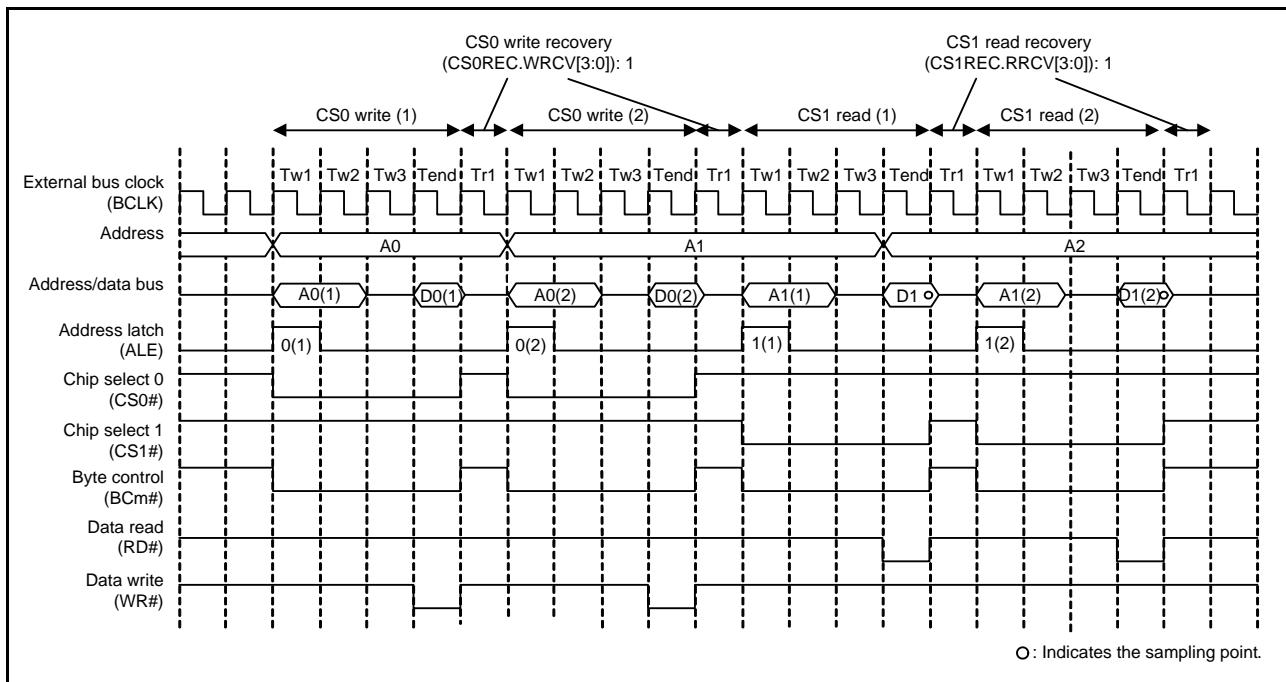 CS0 write recovery
(CS0REC.WRCV[3:0]): 1
CS1 read recovery
(CS1REC.RRCV[3:0]): 1
CS0 write (1)
CS0 write (2)
CS1 read (1)
CS1 read (2)
External bus clock
(BCLK)
Tw1 Tw2 Tw3 Tend Tr1 Tw1 Tw2 Tw3 Tend Tr1 Tw1 Tw2 Tw3 Tend Tr1 Tw1 Tw2 Tw3 Tend Tr1
Address
A0 A1 A2
Address/data bus
A0(1) D0(1) A0(2) D0(2) A1(1) D1 A1(2) D1(2)
Address latch
(ALE)
0(1) 0(2) 1(1) 1(2)
Chip select 0
(CS0#)
Chip select 1
(CS1#)
Byte control
(BCm#)
Data read
(RD#)
Data write
(WR#)
: Indicates the sampling point.